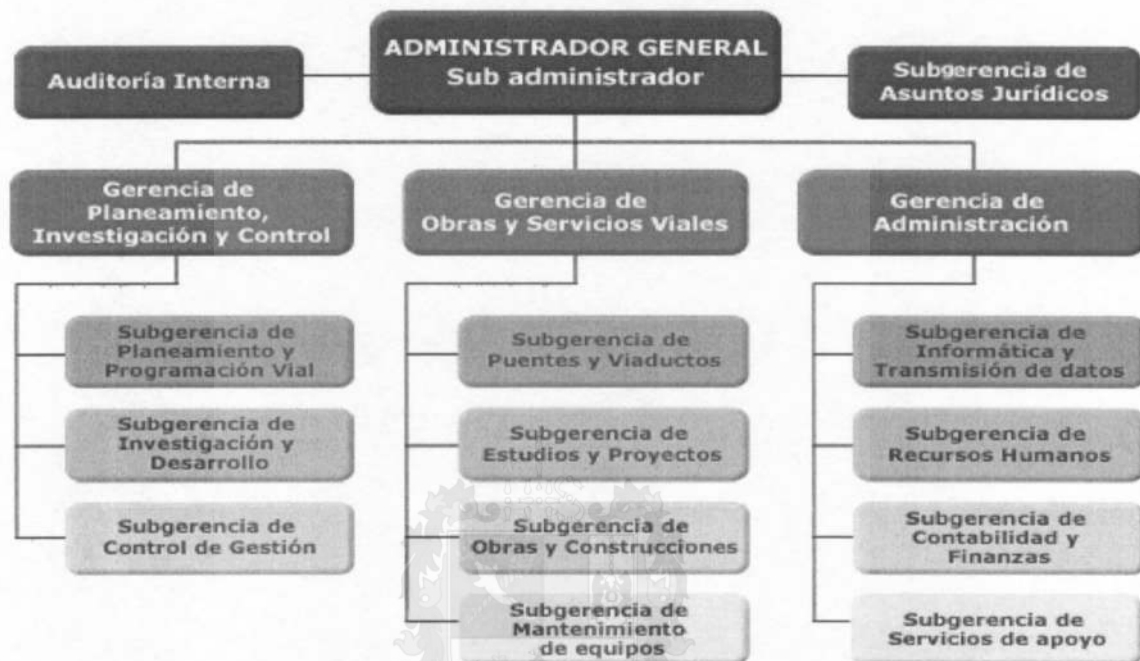 ADMINISTRADOR GENERAL
Sub administrador
Auditoría Interna
Subgerencia de
Asuntos Jurídicos
Gerencia de
Planeamiento,
Investigación y Control
Gerencia de
Obras y Servicios Viales
Gerencia de
Administración
Subgerencia de
Planeamiento y
Programación Vial
Subgerencia de
Investigación y
Desarrollo
Subgerencia de
Control de Gestión
Subgerencia de
Puentes y Viaductos
Subgerencia de
Estudios y Proyectos
Subgerencia de
Obras y Construcciones
Subgerencia de
Mantenimiento
de equipos
Subgerencia de
Informática y
Transmisión de datos
Subgerencia de
Recursos Humanos
Subgerencia de
Contabilidad y
Finanzas
Subgerencia de
Servicios de apoyo